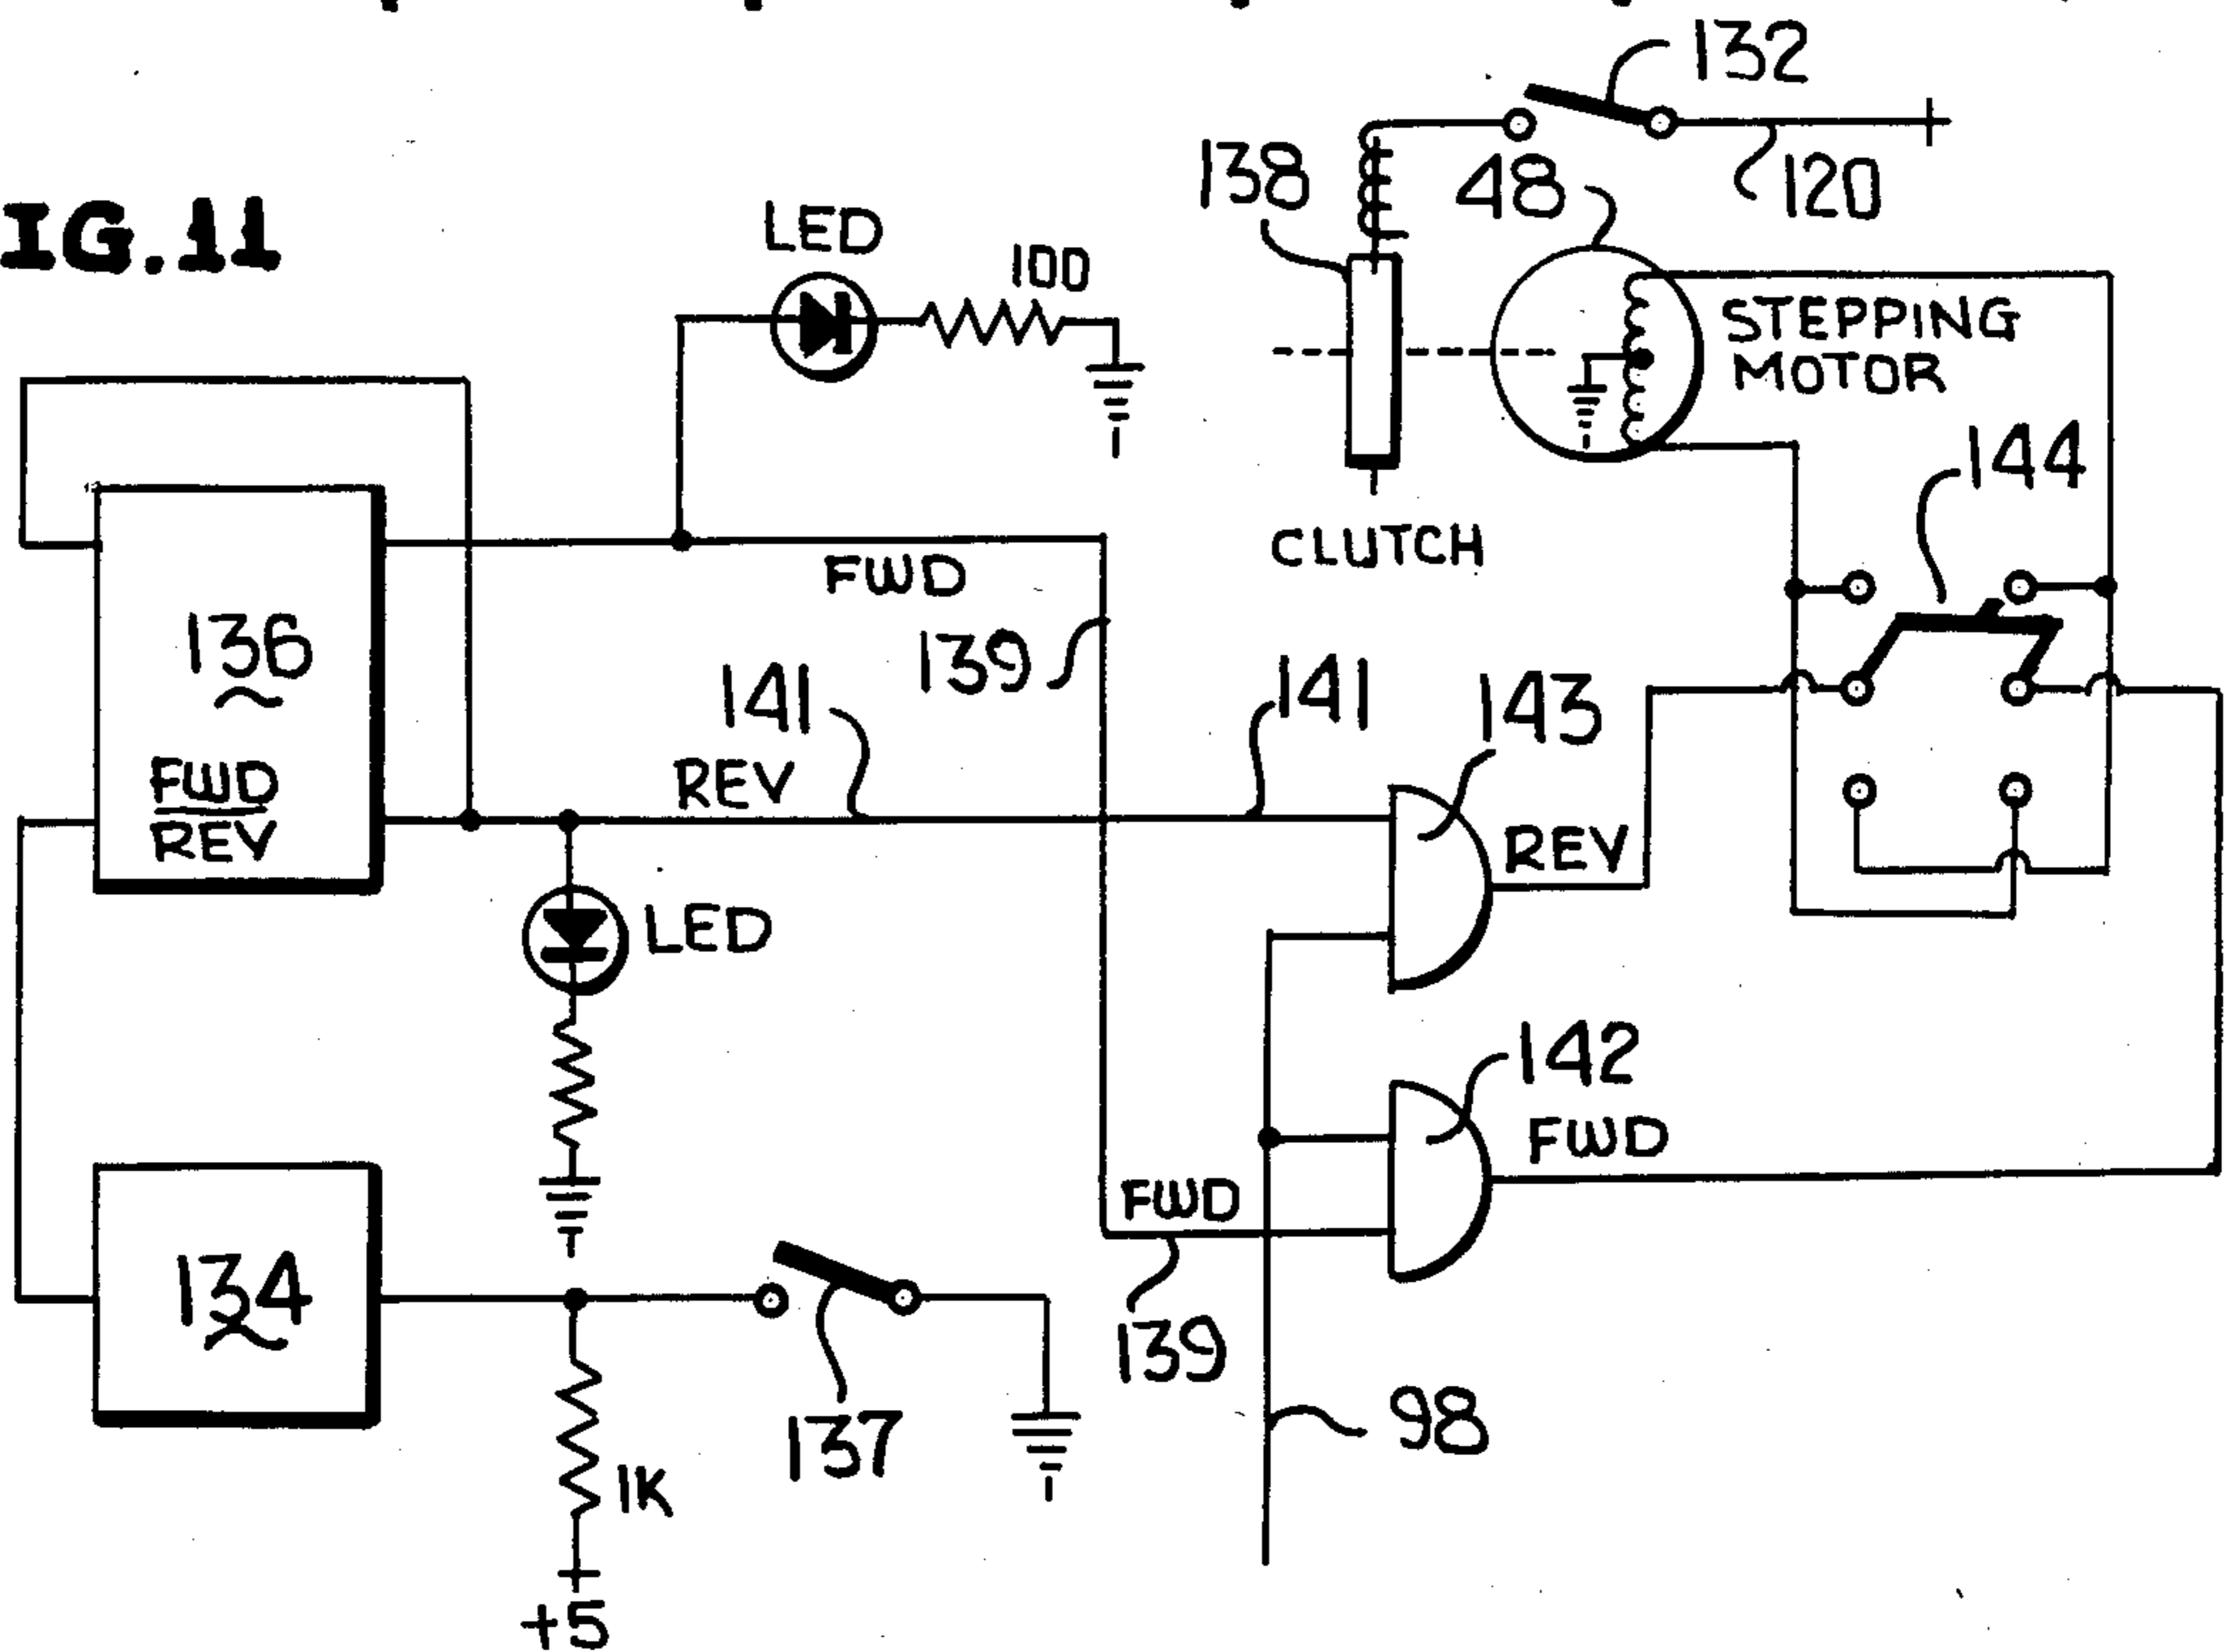 132
138
48
120
IG.11
LED
100
STEPPING
MOTOR
144
CLUTCH
FWD
136
139
141
141
143
REV
FWD
REV
REV
LED
142
FWD
FWD
134
139
137
98
1K
+5